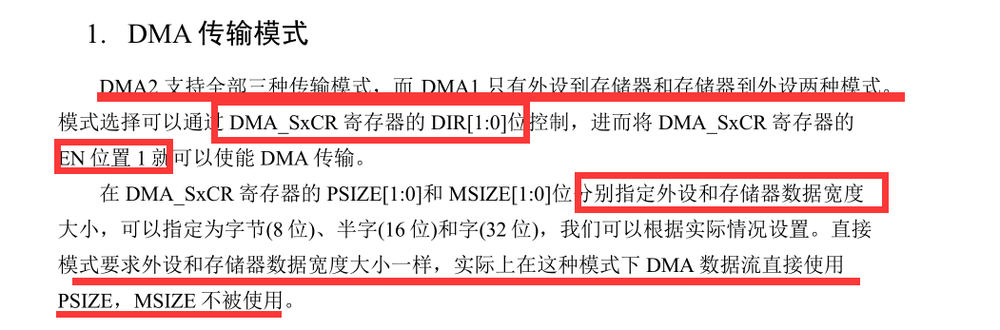 1. DMA 传输模式
DMA2 支持全部三种传输模式，而 DMA1 只有外设到存储器和存储器到外设两种模式。
模式选择可以通过 DMA_SxCR 寄存器的 DIR[1:0]位控制，进而将 DMA_SxCR 寄存器的
EN 位置 1 就可以使能 DMA 传输。
在 DMA_SxCR 寄存器的 PSIZE[1:0]和 MSIZE[1:0]位分别指定外设和存储器数据宽度
大小，可以指定为字节(8 位)、半字(16 位)和字(32 位)，我们可以根据实际情况设置。直接
模式要求外设和存储器数据宽度大小一样，实际上在这种模式下 DMA 数据流直接使用
PSIZE，MSIZE 不被使用。